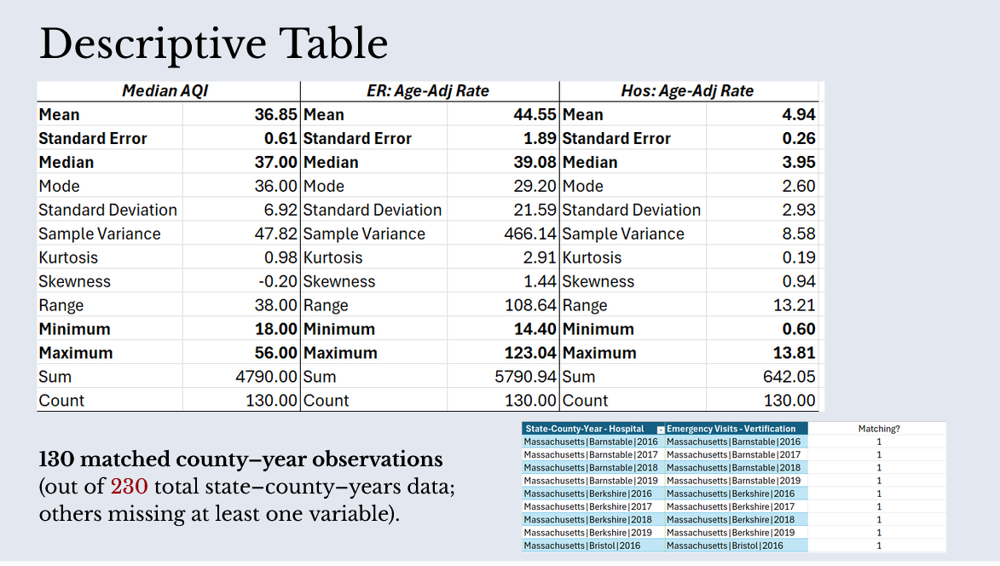 Descriptive Table
Median AQI ER: Age-Adj Rate Hos: Age-Adj Rate
Mean 36.85 Mean 44.55 Mean 4.94
Standard Error 0.61 Standard Error 1.89 Standard Error 0.26
Median 37.00 Median 39.08 Median 3.95
Mode 36.00 Mode 29.20 Mode 2.60
Standard Deviation 6.92 Standard Deviation 21.59 Standard Deviation 2.93
Sample Variance 47.82 Sample Variance 466.14 Sample Variance 8.58
Kurtosis 0.98 Kurtosis 2.91 Kurtosis 0.19
Skewness -0.20 Skewness 1.44 Skewness 0.94
Range 38.00 Range 108.64 Range 13.21
Minimum 18.00 Minimum 14.40 Minimum 0.60
Maximum 56.00 Maximum 123.04 Maximum 13.81
Sum 4790.00 Sum 5790.94 Sum 642.05
Count 130.00 Count 130.00 Count 130.00
130 matched county–year observations
(out of 230 total state–county–years data;
others missing at least one variable).
State-County-Year - Hospital Emergency Visits - Vertification Matching?
Massachusetts|Barnstable|2016 Massachusetts|Barnstable|2016 1
Massachusetts|Barnstable|2017 Massachusetts|Barnstable|2017 1
Massachusetts|Barnstable|2018 Massachusetts|Barnstable|2018 1
Massachusetts|Barnstable|2019 Massachusetts|Barnstable|2019 1
Massachusetts|Berkshire|2016 Massachusetts|Berkshire|2016 1
Massachusetts|Berkshire|2017 Massachusetts|Berkshire|2017 1
Massachusetts|Berkshire|2018 Massachusetts|Berkshire|2018 1
Massachusetts|Berkshire|2019 Massachusetts|Berkshire|2019 1
Massachusetts|Bristol|2016 Massachusetts|Bristol|2016 1